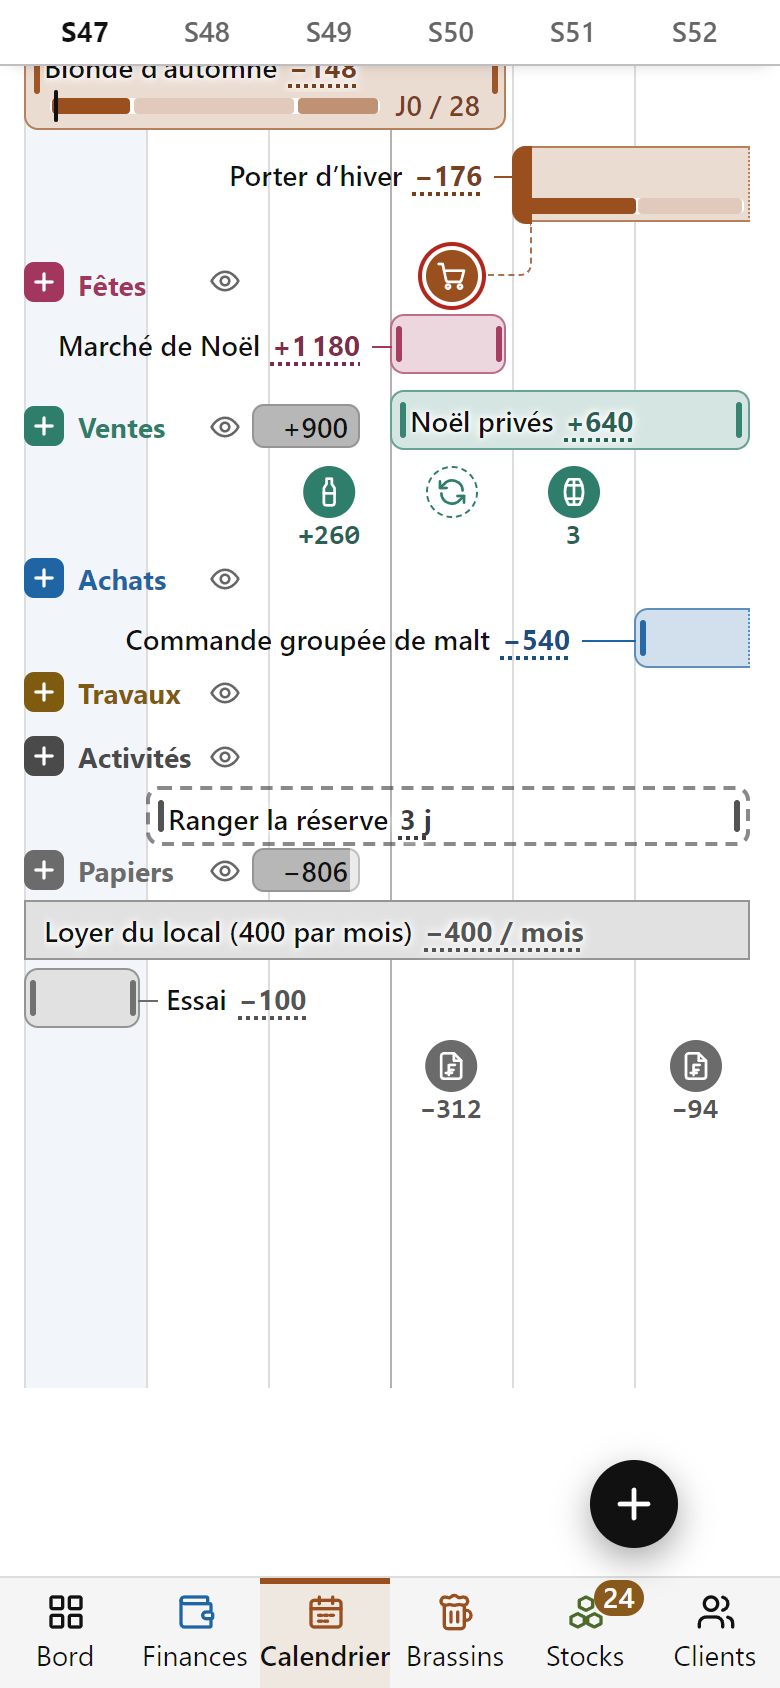 S47 S48 S49 S50 S51 S52
Blonde d'automne −148
J0 / 28
Porter d’hiver −176
Fêtes
Marché de Noël +1 180
Ventes +900 Noël privés +640
+260 3
Achats
Commande groupée de malt −540
Travaux
Activités
Ranger la réserve 3 j
Papiers −806
Loyer du local (400 par mois) −400 / mois
Essai −100
−312 −94
24
Bord Finances Calendrier Brassins Stocks Clients